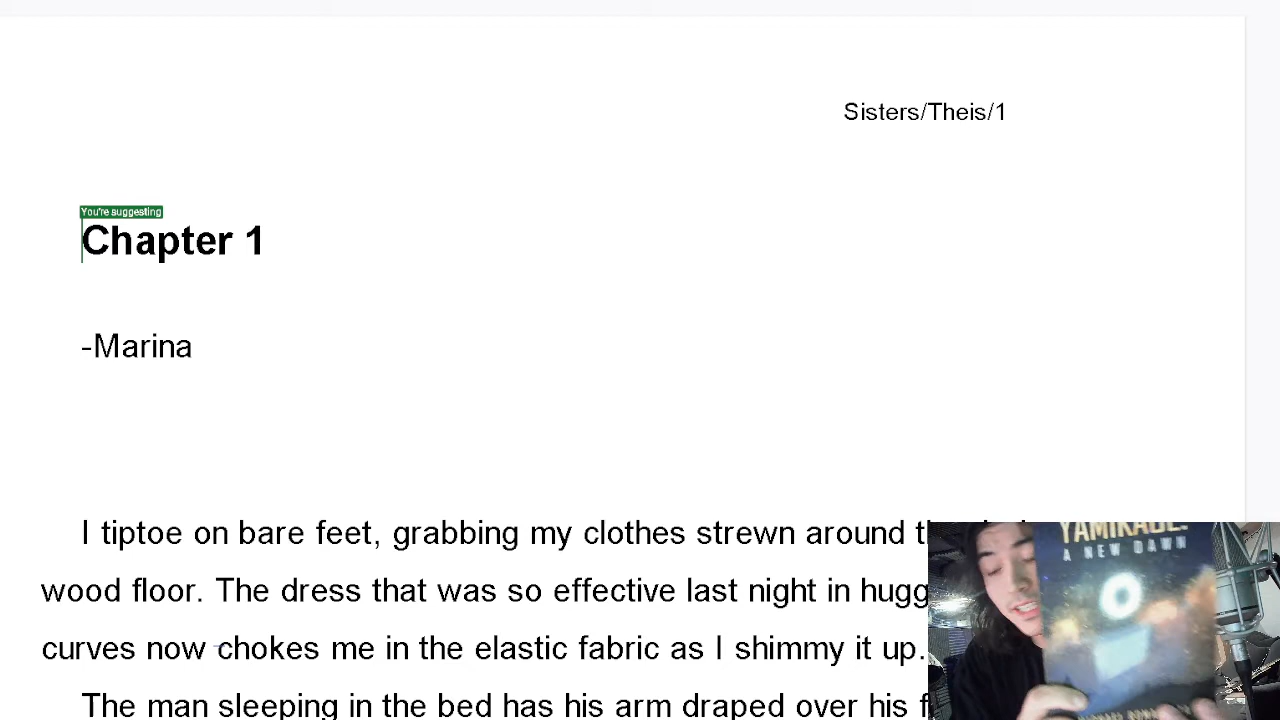 Sisters/Theis/1
You're suggesting
Chapter 1
-Marina
I tiptoe on bare feet, grabbing my clothes strewn around
wood floor. The dress that was so effective last night in
curves now chokes me in the elastic fabric as I shimmy it up.
The man sleeping in the bed has his arm draped over his
A NEW DAWN